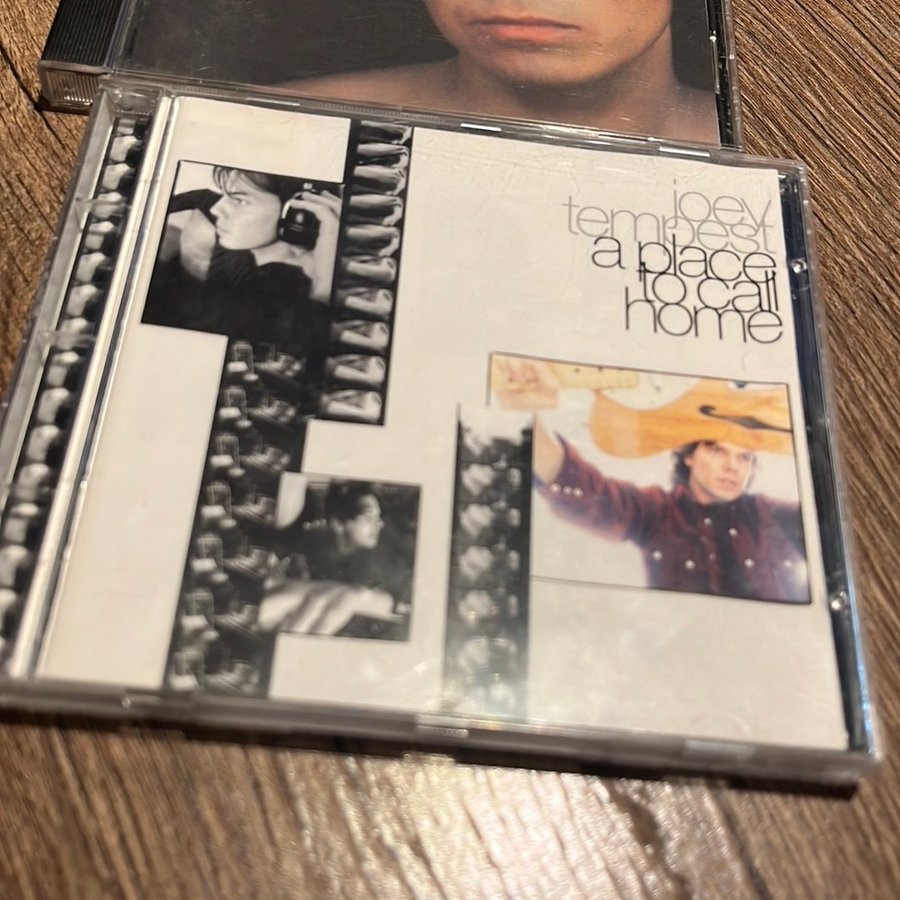 joey
tempest
a place
to call
home